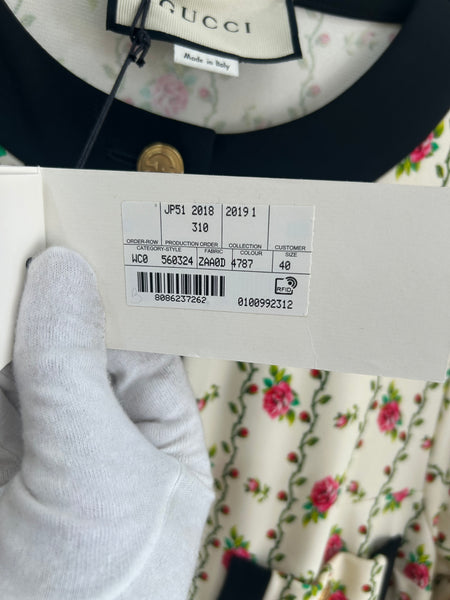 GUCCI
Made in Italy
JP51 2018 2019 1
310
ORDER-ROW PRODUCTION ORDER COLLECTION CUSTOMER
CATEGORY-STYLE FABRIC COLOUR SIZE
WC0 560324 ZAA0D 4787 40
RFID
8086237262 0100992312